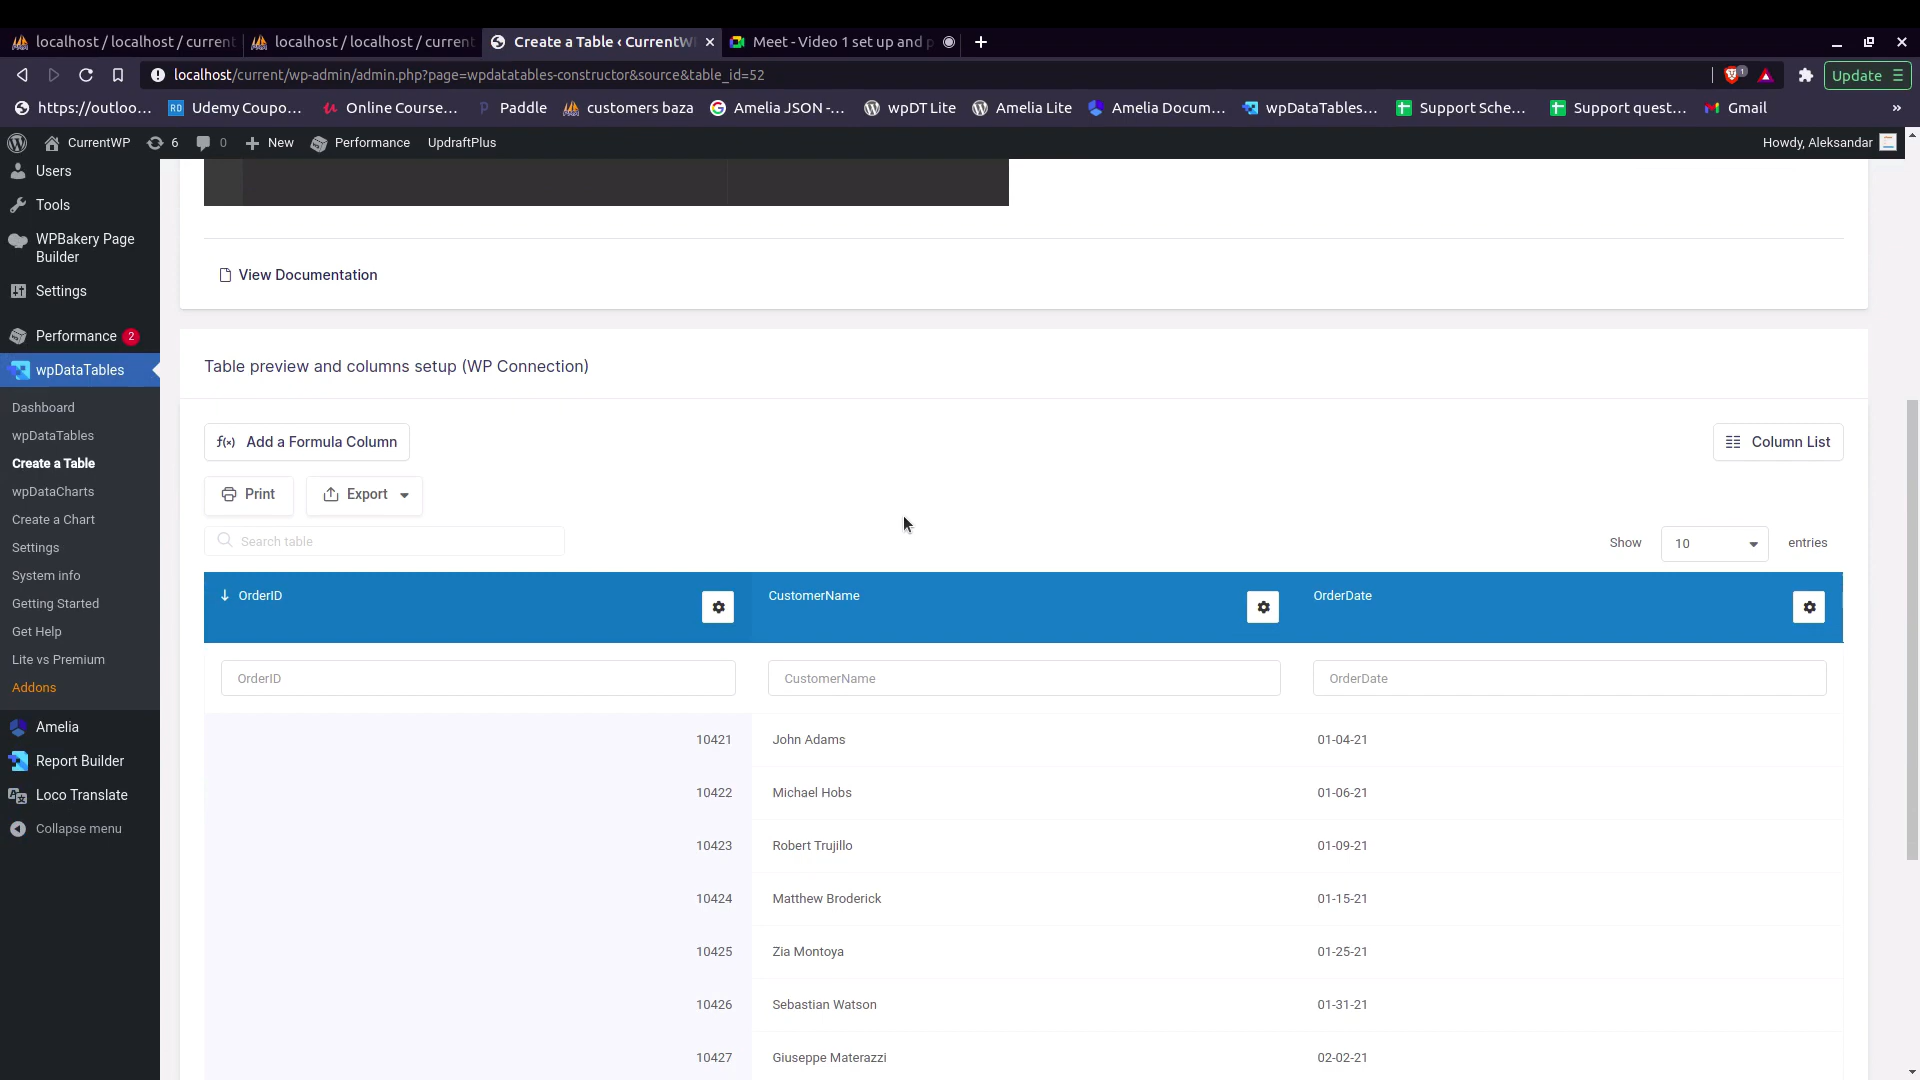 localhost / localhost / current
localhost / localhost / current
Create a Table ‹ CurrentW
Meet - Video 1 set up and p
localhost/current/wp-admin/admin.php?page=wpdatatables-constructor&source&table_id=52
1
Update
https://outloo...
Udemy Coupo...
Online Course...
Paddle
customers baza
Amelia JSON -...
wpDT Lite
Amelia Lite
Amelia Docum...
wpDataTables...
Support Sche...
Support quest...
Gmail
»
CurrentWP
6
0
New
Performance
UpdraftPlus
Howdy, Aleksandar
Users
Tools
WPBakery Page
Builder
Settings
Performance 2
wpDataTables
Dashboard
wpDataTables
Create a Table
wpDataCharts
Create a Chart
Settings
System info
Getting Started
Get Help
Lite vs Premium
Addons
Amelia
Report Builder
Loco Translate
Collapse menu
View Documentation
Table preview and columns setup (WP Connection)
f(x) Add a Formula Column
Column List
Print
Export
Search table
Show 10 entries
OrderID CustomerName OrderDate
OrderID CustomerName OrderDate
10421 John Adams 01-04-21
10422 Michael Hobs 01-06-21
10423 Robert Trujillo 01-09-21
10424 Matthew Broderick 01-15-21
10425 Zia Montoya 01-25-21
10426 Sebastian Watson 01-31-21
10427 Giuseppe Materazzi 02-02-21